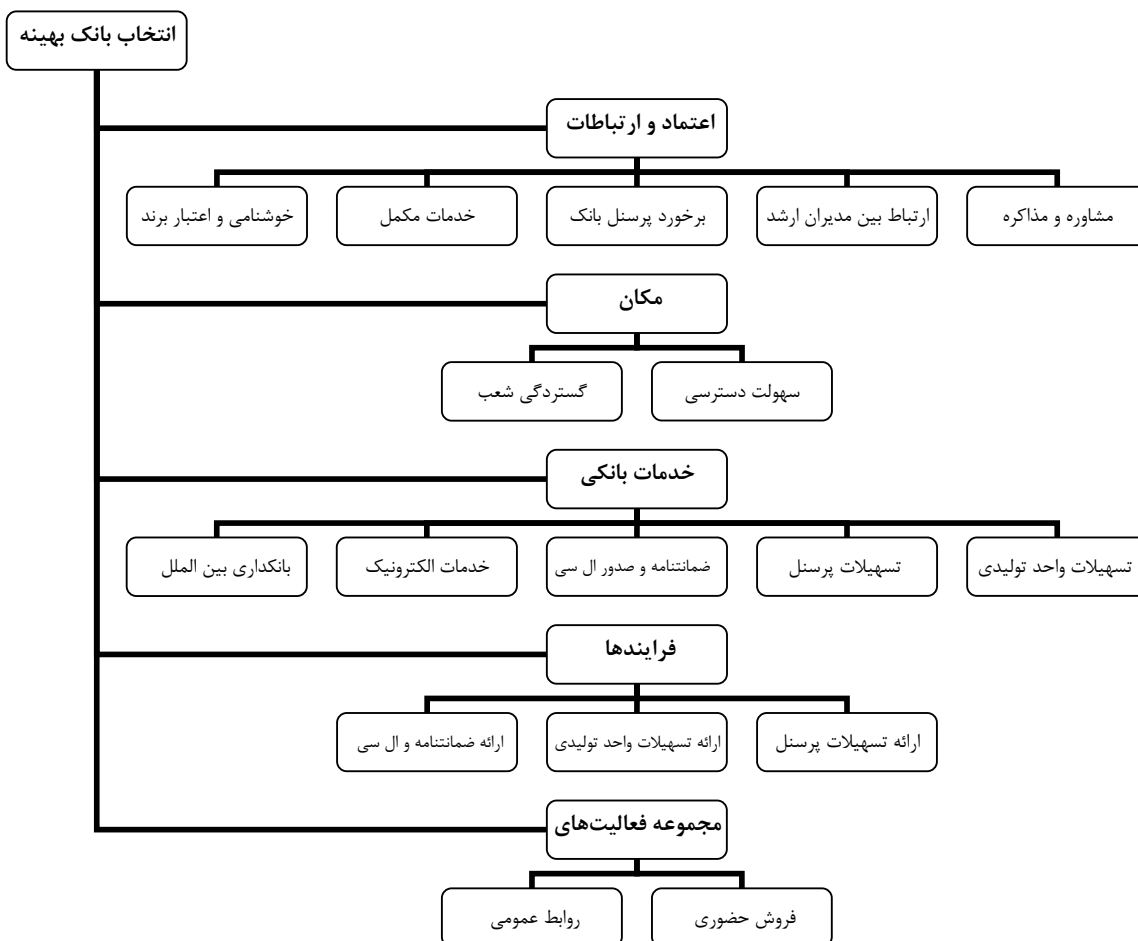 انتخاب بانک بهینه
اعتماد و ارتباطات
مشاوره و مذاکره
ارتباط بین مدیران ارشد
برخورد پرسنل بانک
خدمات مکمل
خوشنامی و اعتبار برند
مکان
سهولت دسترسی
گستردگی شعب
خدمات بانکی
تسهیلات واحد تولیدی
تسهیلات پرسنل
ضمانتنامه و صدور ال سی
خدمات الکترونیک
بانکداری بین الملل
فرایندها
ارائه تسهیلات پرسنل
ارائه تسهیلات واحد تولیدی
ارائه ضمانتنامه و ال سی
مجموعه فعالیت‌های
فروش حضوری
روابط عمومی